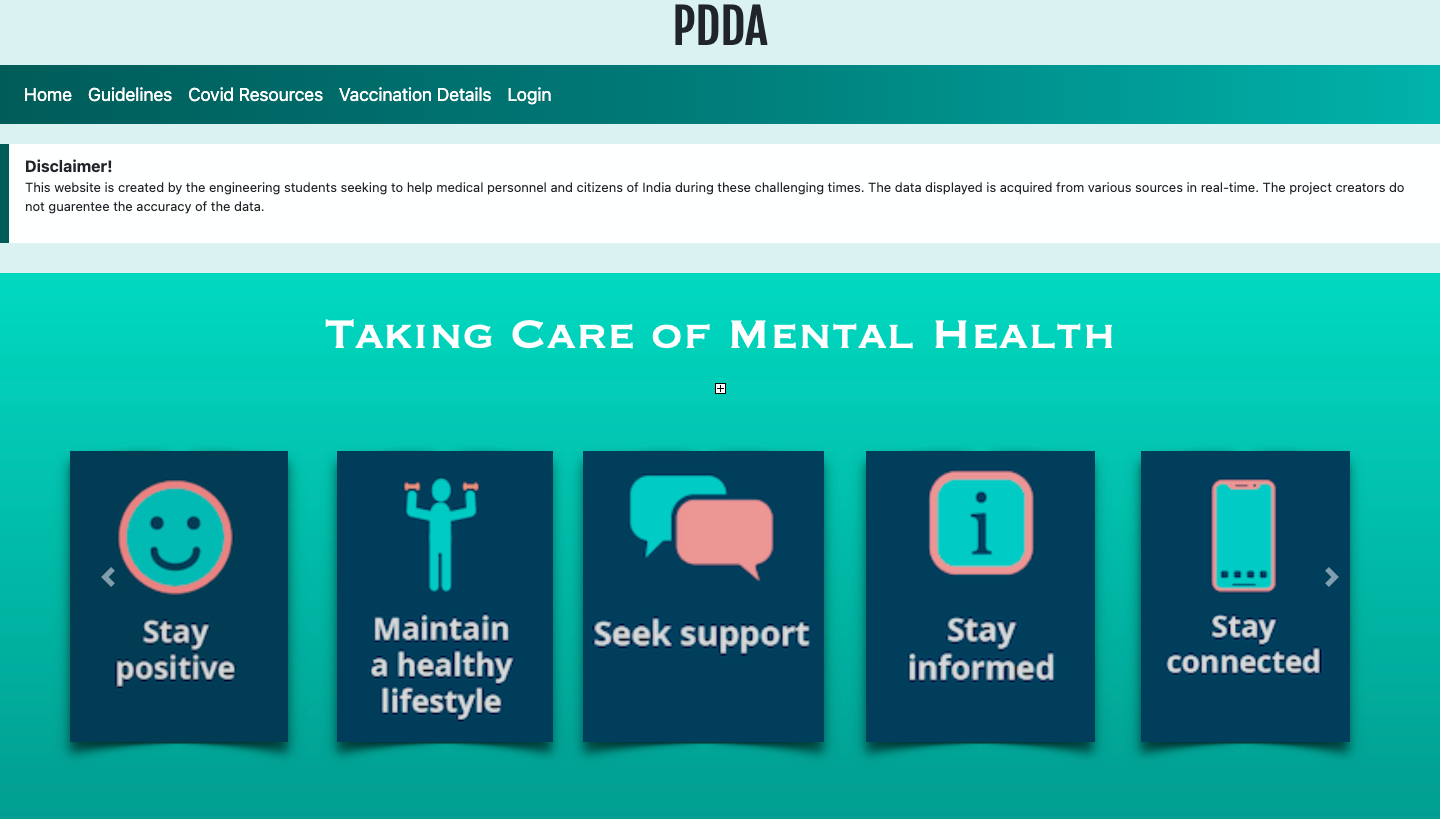 PDDA
Home Guidelines Covid Resources Vaccination Details Login
Disclaimer!
This website is created by the engineering students seeking to help medical personnel and citizens of India during these challenging times. The data displayed is acquired from various sources in real-time. The project creators do
not guarentee the accuracy of the data.
Taking Care of Mental Health
Stay
positive
Maintain
a healthy
lifestyle
Seek support
Stay
informed
Stay
connected